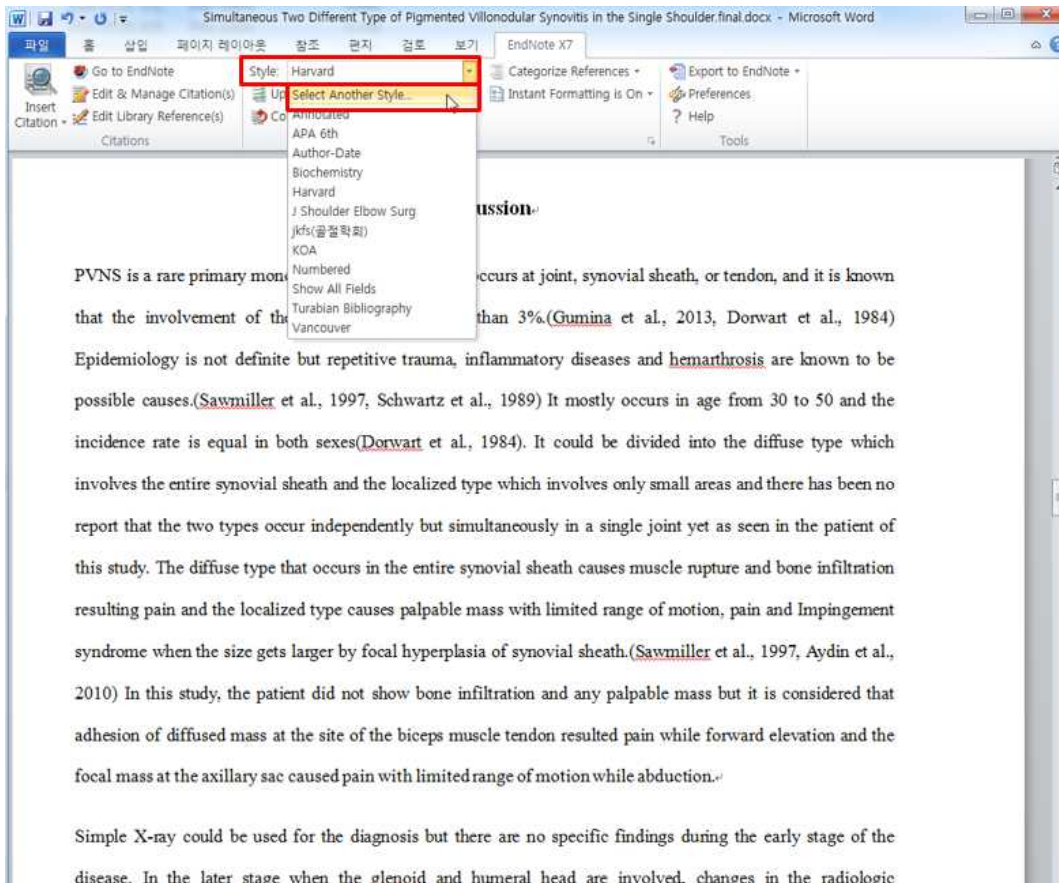 Simultaneous Two Different Type of Pigmented Villonodular Synovitis in the Single Shoulder.final.docx - Microsoft Word
파일 홈 삽입 페이지 레이아웃 참조 편지 검토 보기 EndNote X7
Go to EndNote Style: Harvard Categorize References Export to EndNote
Edit & Manage Citation(s) Up Select Another Style... Instant Formatting is On Preferences
Insert Citation Edit Library Reference(s) Co Annotated ? Help
Citations APA 6th Tools
Author-Date
Biochemistry
Harvard
J Shoulder Elbow Surg
ussion
jkfs(골절학회)
KOA
Numbered
Show All Fields
Turabian Bibliography
Vancouver
PVNS is a rare primary mon ccurs at joint, synovial sheath, or tendon, and it is known
that the involvement of th than 3%.(Gumina et al., 2013, Dorwart et al., 1984)
Epidemiology is not definite but repetitive trauma, inflammatory diseases and hemarthrosis are known to be
possible causes.(Sawmiller et al., 1997, Schwartz et al., 1989) It mostly occurs in age from 30 to 50 and the
incidence rate is equal in both sexes(Dorwart et al., 1984). It could be divided into the diffuse type which
involves the entire synovial sheath and the localized type which involves only small areas and there has been no
report that the two types occur independently but simultaneously in a single joint yet as seen in the patient of
this study. The diffuse type that occurs in the entire synovial sheath causes muscle rupture and bone infiltration
resulting pain and the localized type causes palpable mass with limited range of motion, pain and Impingement
syndrome when the size gets larger by focal hyperplasia of synovial sheath.(Sawmiller et al., 1997, Aydin et al.,
2010) In this study, the patient did not show bone infiltration and any palpable mass but it is considered that
adhesion of diffused mass at the site of the biceps muscle tendon resulted pain while forward elevation and the
focal mass at the axillary sac caused pain with limited range of motion while abduction.
Simple X-ray could be used for the diagnosis but there are no specific findings during the early stage of the
disease. In the later stage when the glenoid and humeral head are involved, changes in the radiologic